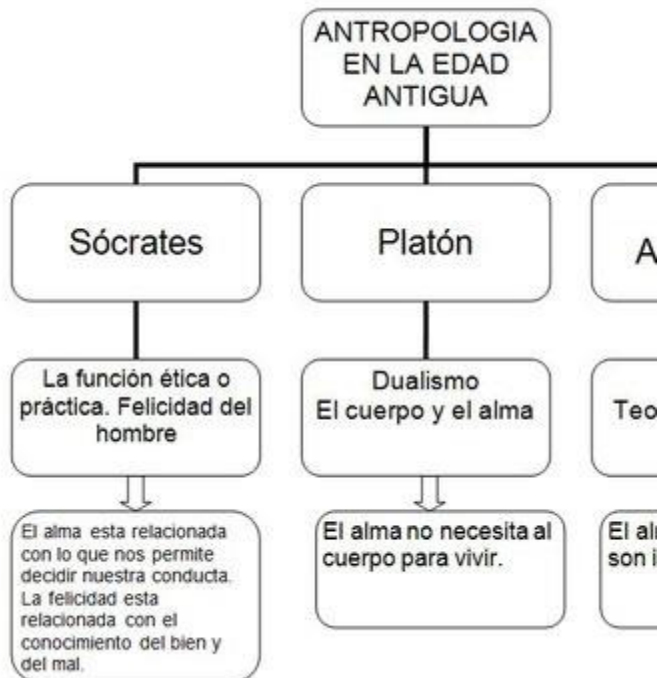 ANTROPOLOGIA
EN LA EDAD
ANTIGUA
Sócrates
Platón
La función ética o
práctica. Felicidad del
hombre
Dualismo
El cuerpo y el alma
El alma esta relacionada
con lo que nos permite
decidir nuestra conducta.
La felicidad esta
relacionada con el
conocimiento del bien y
del mal.
El alma no necesita al
cuerpo para vivir.
El
son